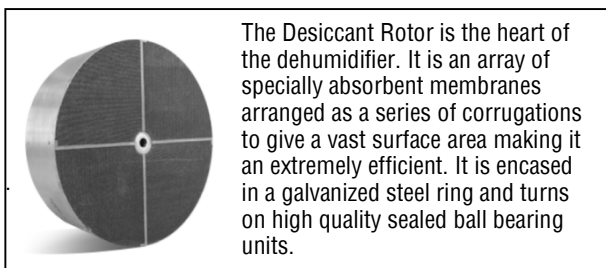 The Desiccant Rotor is the heart of
the dehumidifier. It is an array of
specially absorbent membranes
arranged as a series of corrugations
to give a vast surface area making it
an extremely efficient. It is encased
in a galvanized steel ring and turns
on high quality sealed ball bearing
units.